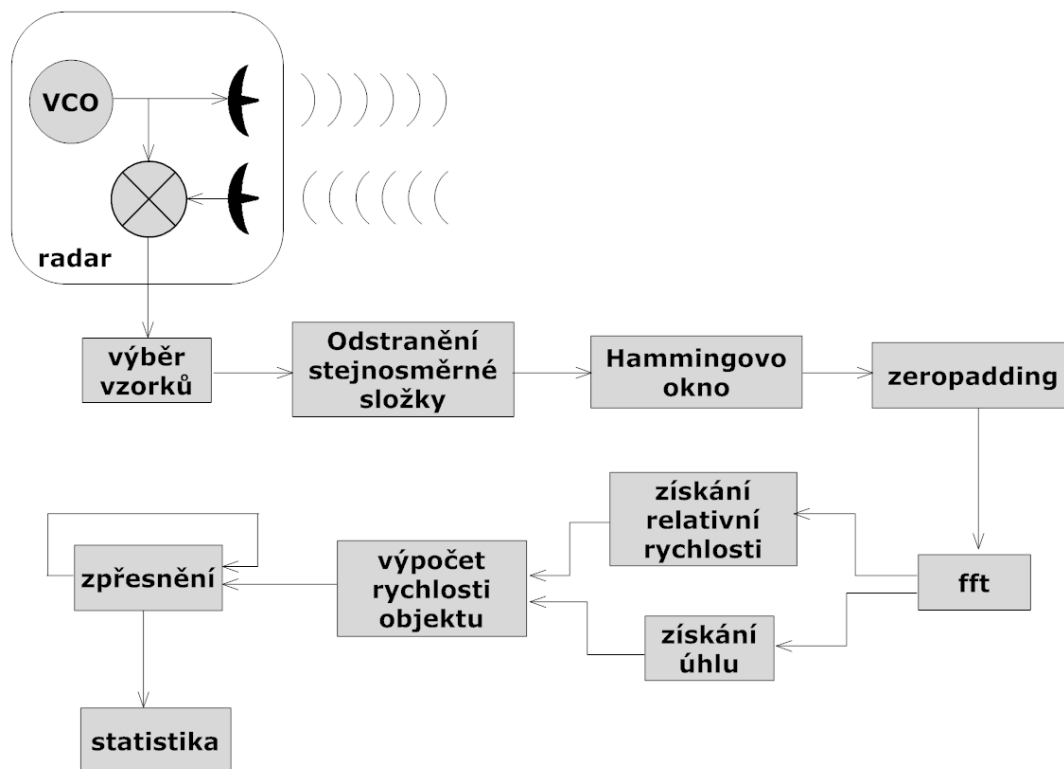 VCO
radar
výběr
vzorků
Odstranění
stejnosměrné
složky
Hammingovo
okno
zeropadding
získání
relativní
rychlosti
zpřesnění
výpočet
rychlosti
objektu
fft
získání
úhlu
statistika